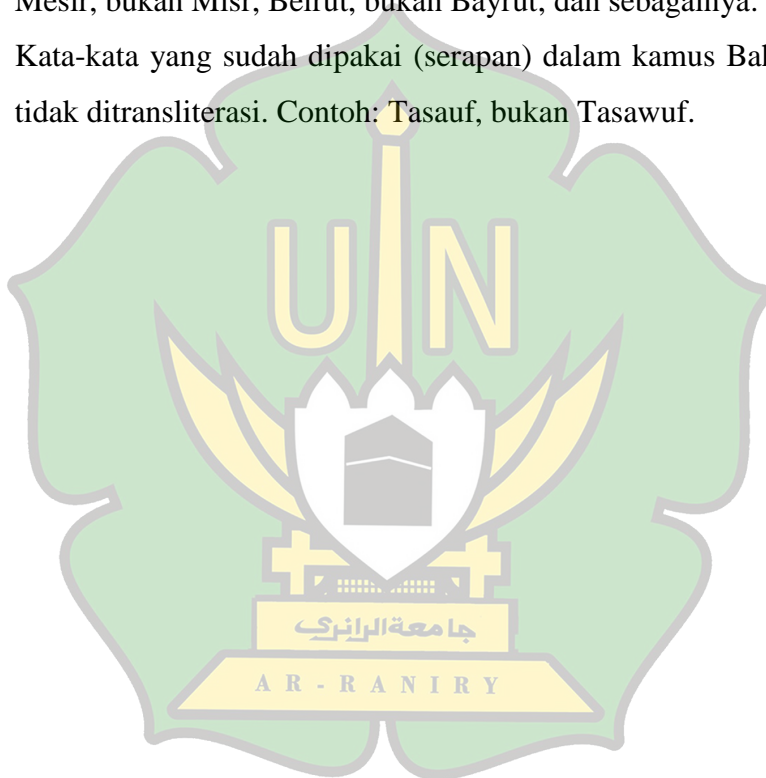 Mesir, bukan Misr; Beirut, bukan Bayrut; dan sebagainya.
Kata-kata yang sudah dipakai (serapan) dalam kamus
tidak ditransliterasi. Contoh: Tasauf, bukan Tasawuf.
UIN
جامعة الرانري
AR-RANIRY